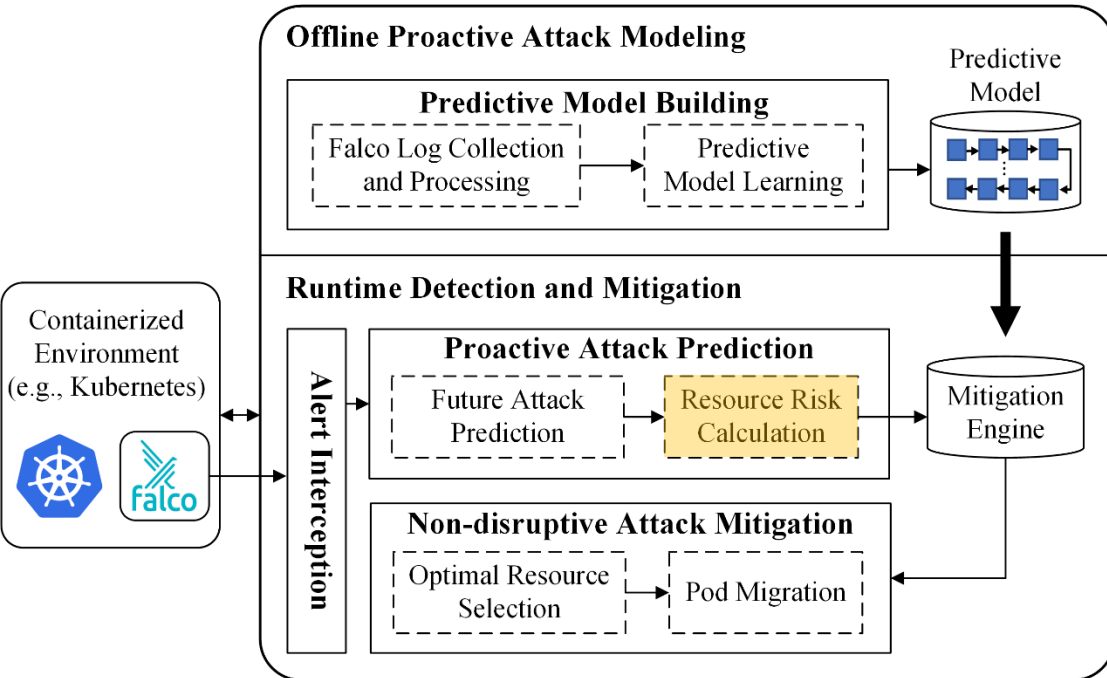 Offline Proactive Attack Modeling
Predictive Model Building
Falco Log Collection
and Processing
Predictive
Model Learning
Predictive
Model
Runtime Detection and Mitigation
Containerized
Environment
(e.g., Kubernetes)
falco
Alert Interception
Proactive Attack Prediction
Future Attack
Prediction
Resource Risk
Calculation
Mitigation
Engine
Non-disruptive Attack Mitigation
Optimal Resource
Selection
Pod Migration